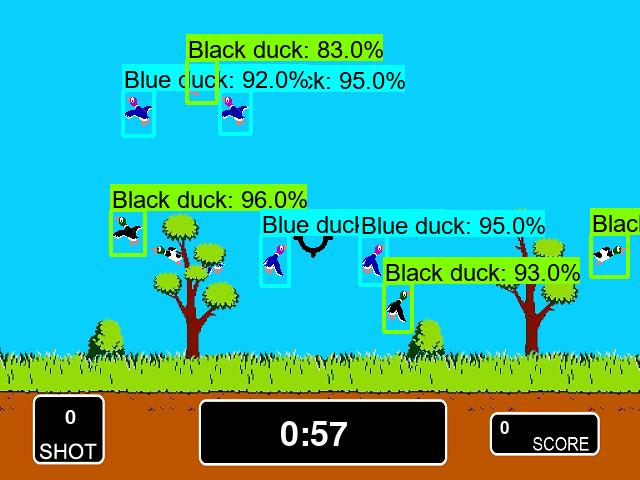 Black duck: 83.0%
Blue duck: 92.0%
k: 95.0%
Black duck: 96.0%
Blue duck
Blue duck: 95.0%
Blac
Black duck: 93.0%
0
SHOT
0:57
0
SCORE